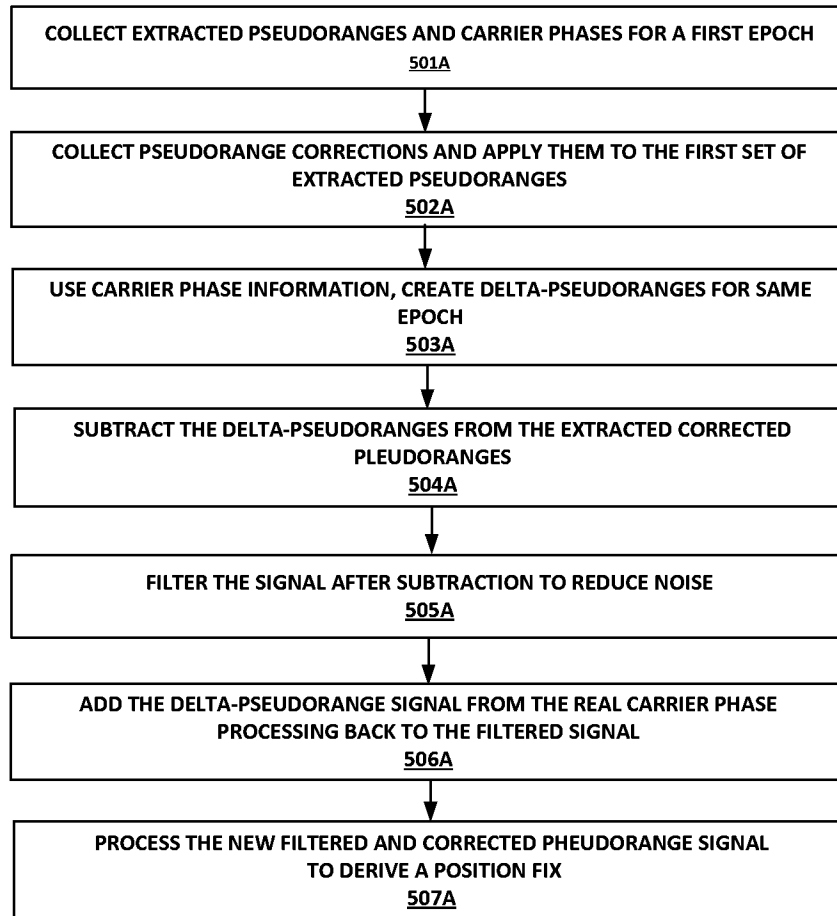 COLLECT EXTRACTED PSEUDORANGES AND CARRIER PHASES FOR A FIRST EPOCH
501A
COLLECT PSEUDORANGE CORRECTIONS AND APPLY THEM TO THE FIRST SET OF
EXTRACTED PSEUDORANGES
502A
USE CARRIER PHASE INFORMATION, CREATE DELTA-PSEUDORANGES FOR SAME
EPOCH
503A
SUBTRACT THE DELTA-PSEUDORANGES FROM THE EXTRACTED CORRECTED
PLEUDORANGES
504A
FILTER THE SIGNAL AFTER SUBTRACTION TO REDUCE NOISE
505A
ADD THE DELTA-PSEUDORANGE SIGNAL FROM THE REAL CARRIER PHASE
PROCESSING BACK TO THE FILTERED SIGNAL
506A
PROCESS THE NEW FILTERED AND CORRECTED PHEUDORANGE SIGNAL
TO DERIVE A POSITION FIX
507A